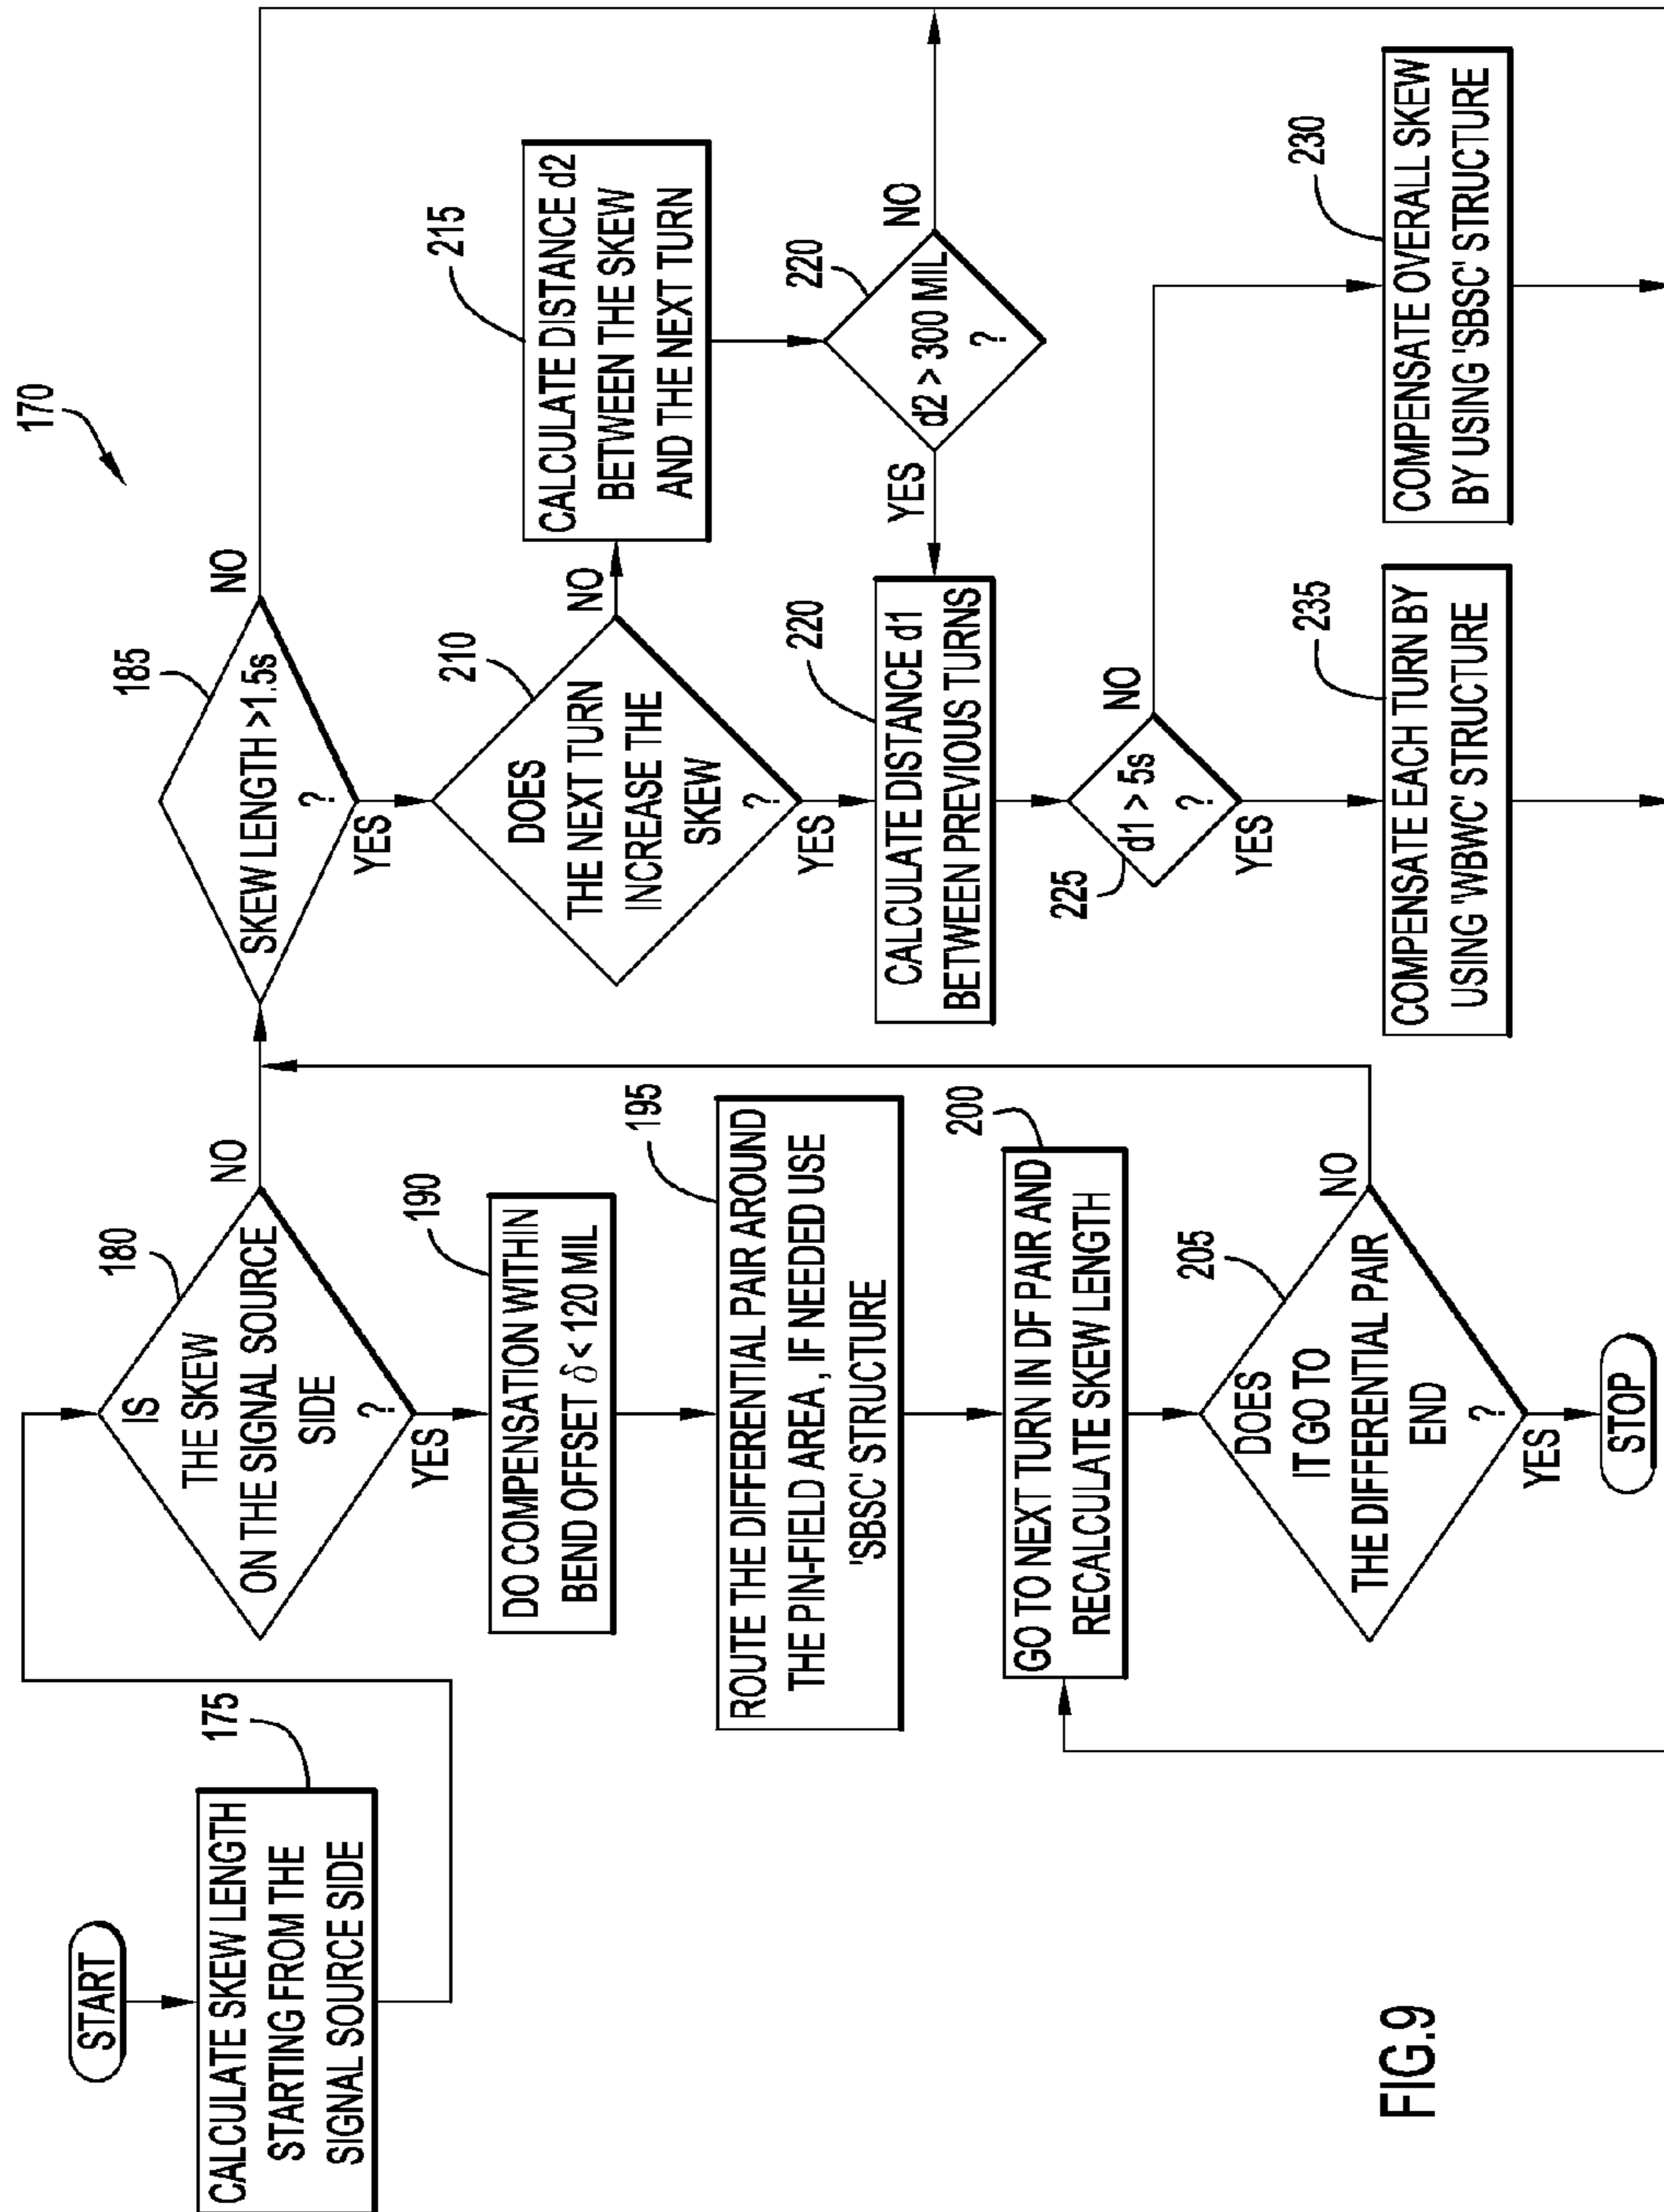 170
START
CALCULATE SKEW LENGTH
STARTING FROM THE
SIGNAL SOURCE SIDE
175
IS
THE SKEW
ON THE SIGNAL SOURCE
SIDE
?
180
NO
YES
DO COMPENSATION WITHIN
BEND OFFSET δ < 120 MIL
190
ROUTE THE DIFFERENTIAL PAIR AROUND
THE PIN-FIELD AREA, IF NEEDED USE
'SBSC' STRUCTURE
195
GO TO NEXT TURN IN DF PAIR AND
RECALCULATE SKEW LENGTH
200
DOES
IT GO TO
THE DIFFERENTIAL PAIR
END
?
205
NO
YES
STOP
SKEW LENGTH >1.5s
?
185
NO
YES
DOES
THE NEXT TURN
INCREASE THE
SKEW
?
210
NO
YES
CALCULATE DISTANCE d2
BETWEEN THE SKEW
AND THE NEXT TURN
215
d2 > 300 MIL
?
220
NO
YES
CALCULATE DISTANCE d1
BETWEEN PREVIOUS TURNS
220
d1 > 5s
?
225
NO
YES
COMPENSATE OVERALL SKEW
BY USING 'SBSC' STRUCTURE
230
COMPENSATE EACH TURN BY
USING 'WBWC' STRUCTURE
235
FIG.9